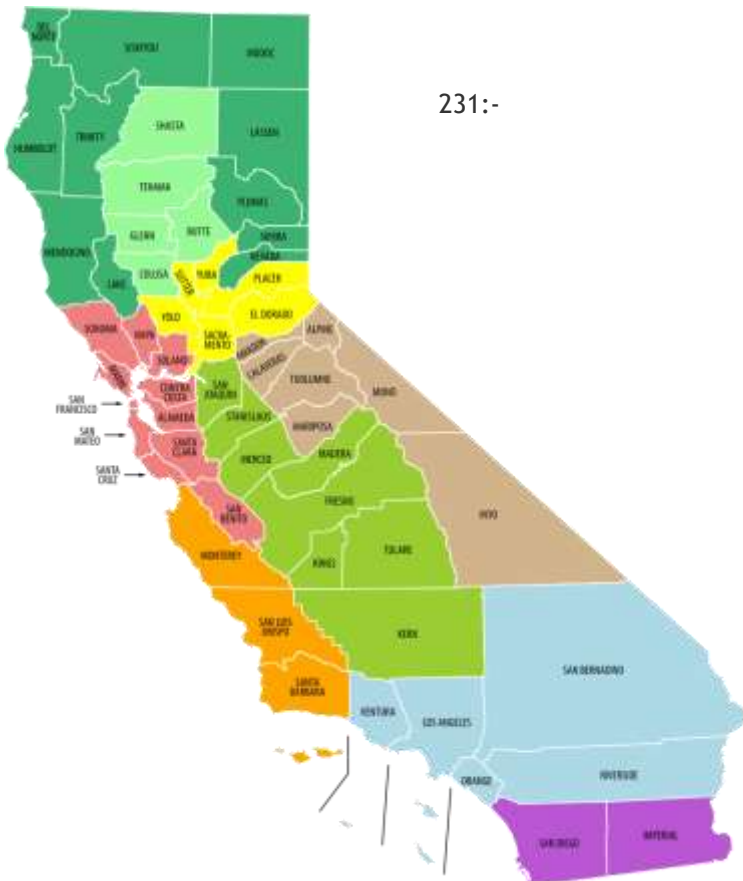 DEL
NORTE
SISKIYOU
MODOC
231:-
SHASTA
HUMBOLDT
TRINITY
LASSEN
TEHAMA
PLUMAS
GLENN
BUTTE
MENDOCINO
SIERRA
NEVADA
LAKE
COLUSA
SUTTER
YUBA
PLACER
YOLO
EL DORADO
SONOMA
NAPA
SACRA-
MENTO
ALPINE
AMADOR
SOLANO
CALAVERAS
MARIN
TUOLUMNE
CONTRA
COSTA
SAN
JOAQUIN
MONO
SAN
FRANCISCO
ALAMEDA
STANISLAUS
MARIPOSA
SAN
MATEO
SANTA
CLARA
MERCED
MADERA
SANTA
CRUZ
FRESNO
SAN
BENITO
INYO
MONTEREY
KINGS
TULARE
SAN LUIS
OBISPO
KERN
SANTA
BARBARA
SAN BERNADINO
VENTURA
LOS ANGELES
ORANGE
RIVERSIDE
SAN DIEGO
IMPERIAL